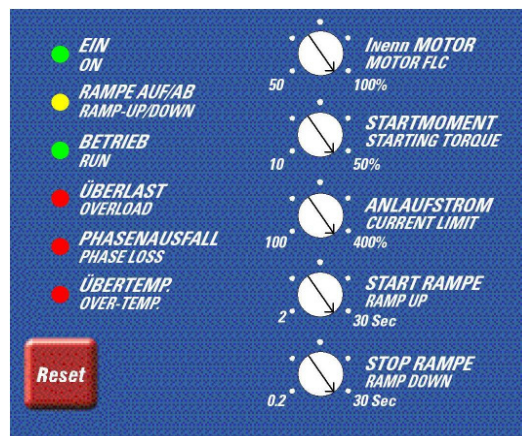 EIN
ON
RAMPE AUF/AB
RAMP-UP/DOWN
BETRIEB
RUN
ÜBERLAST
OVERLOAD
PHASENAUSFALL
PHASE LOSS
ÜBERTEMP.
OVER-TEMP.
Reset
Inenn MOTOR
MOTOR FLC
50 100%
STARTMOMENT
STARTING TORQUE
10 50%
ANLAUFSTROM
CURRENT LIMIT
100 400%
START RAMPE
RAMP UP
2 30 Sec
STOP RAMPE
RAMP DOWN
0.2 30 Sec